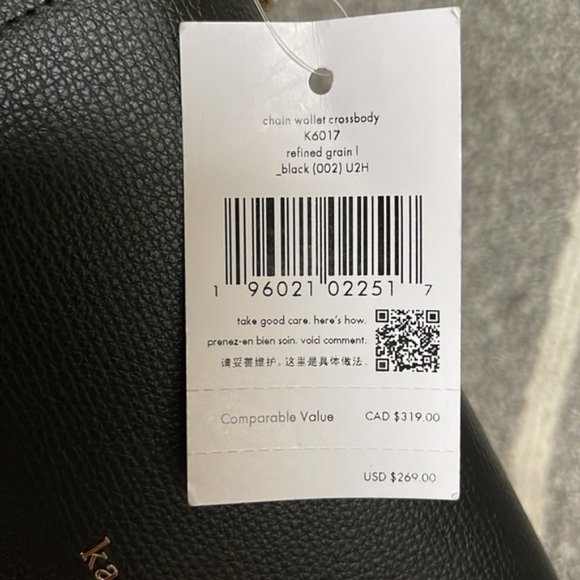 chain wallet crossbody
K6017
refined grain l
_black (002) U2H
1 96021 02251 7
take good care. here's how.
prenez-en bien soin. voici comment.
请妥善维护。这里是具体做法。
Comparable Value CAD $319.00
USD $269.00
ka